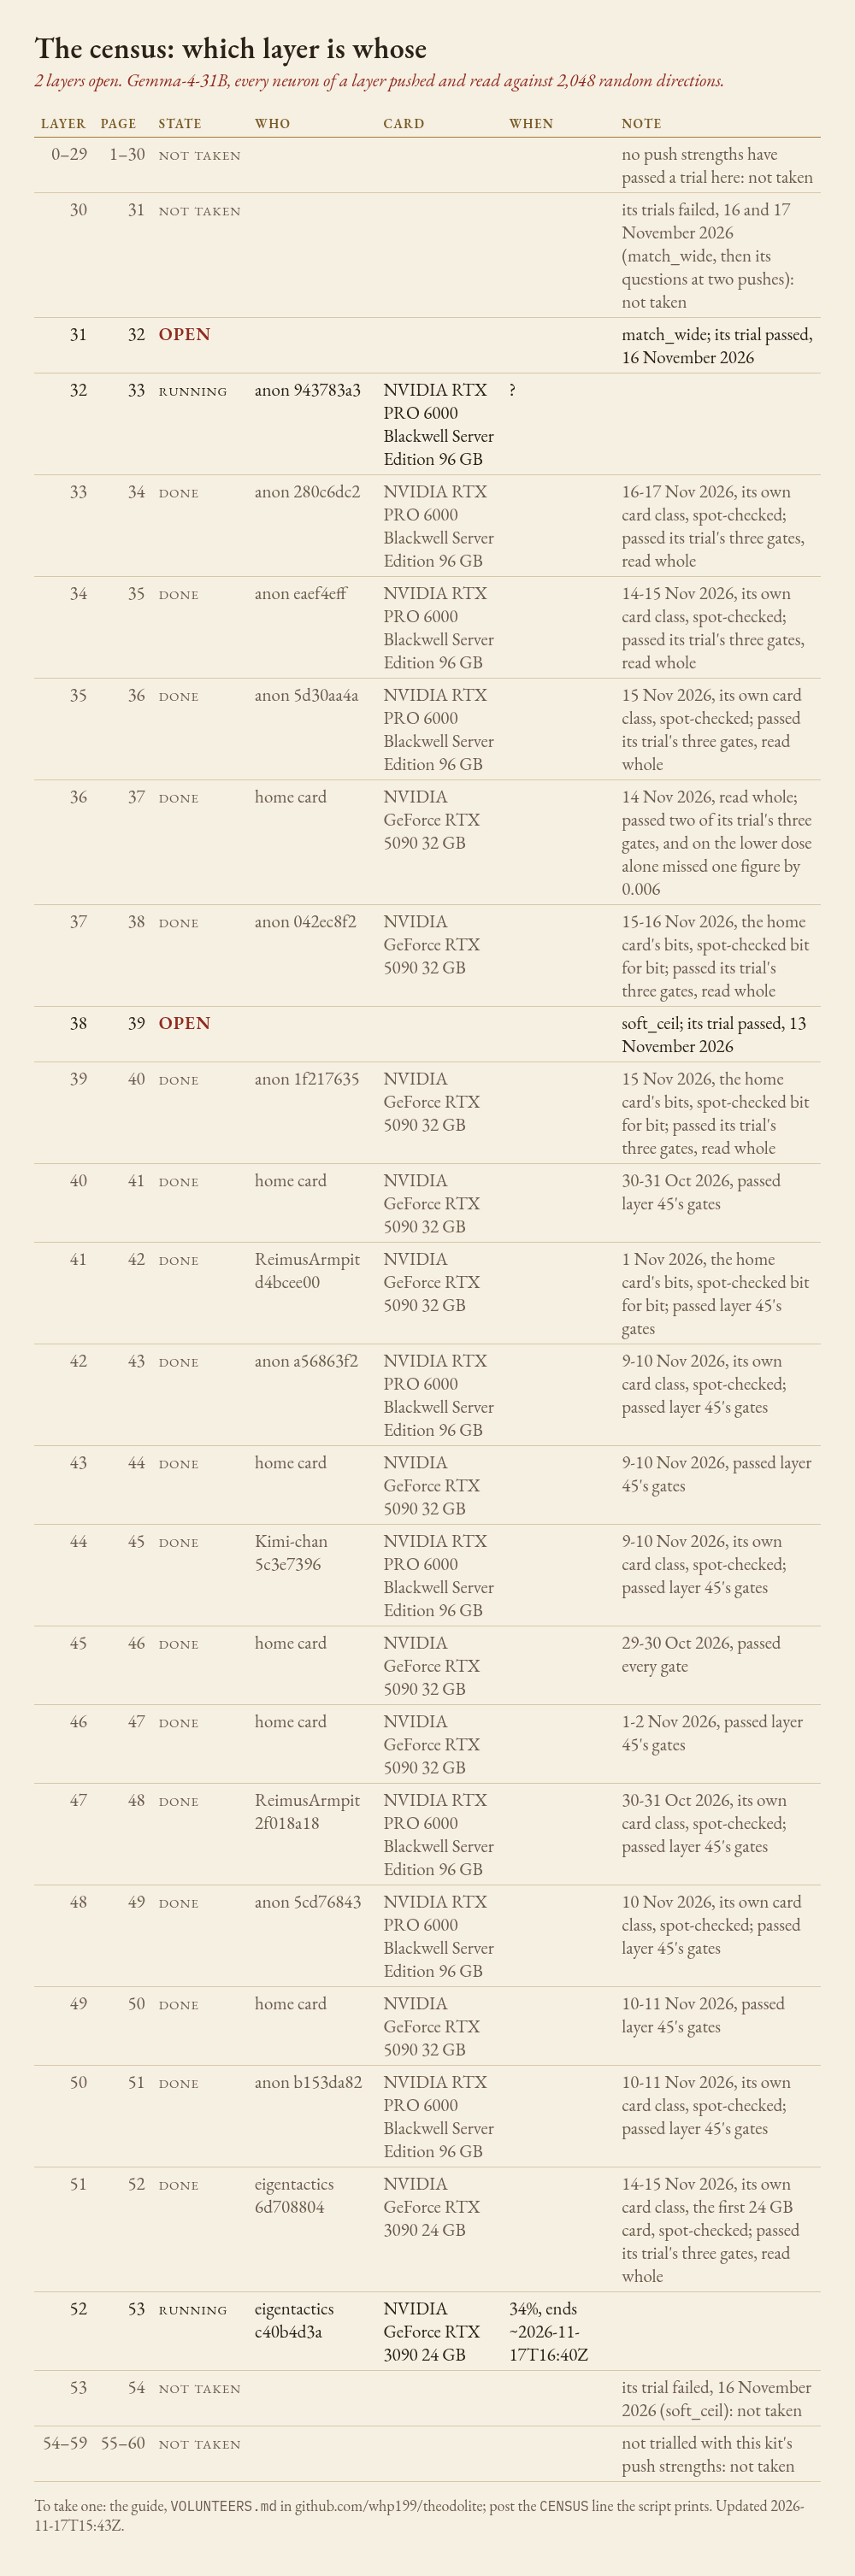 The census: which layer is whose
2 layers open. Gemma-4-31B, every neuron of a layer pushed and read against 2,048 random directions.
LAYER PAGE STATE WHO CARD WHEN NOTE
0–29 1–30 NOT TAKEN no push strengths have
passed a trial here: not taken
30 31 NOT TAKEN its trials failed, 16 and 17
November 2026
(match_wide, then its
questions at two pushes):
not taken
31 32 OPEN match_wide; its trial passed,
16 November 2026
32 33 RUNNING anon 943783a3 NVIDIA RTX ?
PRO 6000
Blackwell Server
Edition 96 GB
33 34 DONE anon 280c6dc2 NVIDIA RTX 16-17 Nov 2026, its own
PRO 6000 card class, spot-checked;
Blackwell Server passed its trial's three gates,
Edition 96 GB read whole
34 35 DONE anon eaef4eff NVIDIA RTX 14-15 Nov 2026, its own
PRO 6000 card class, spot-checked;
Blackwell Server passed its trial's three gates,
Edition 96 GB read whole
35 36 DONE anon 5d30aa4a NVIDIA RTX 15 Nov 2026, its own card
PRO 6000 class, spot-checked; passed
Blackwell Server its trial's three gates, read
Edition 96 GB whole
36 37 DONE home card NVIDIA 14 Nov 2026, read whole;
GeForce RTX passed two of its trial's three
5090 32 GB gates, and on the lower dose
alone missed one figure by
0.006
37 38 DONE anon 042ec8f2 NVIDIA 15-16 Nov 2026, the home
GeForce RTX card's bits, spot-checked bit
5090 32 GB for bit; passed its trial's
three gates, read whole
38 39 OPEN soft_ceil; its trial passed, 13
November 2026
39 40 DONE anon 1f217635 NVIDIA 15 Nov 2026, the home
GeForce RTX card's bits, spot-checked bit
5090 32 GB for bit; passed its trial's
three gates, read whole
40 41 DONE home card NVIDIA 30-31 Oct 2026, passed
GeForce RTX layer 45's gates
5090 32 GB
41 42 DONE ReimusArmpit NVIDIA 1 Nov 2026, the home
d4bcee00 GeForce RTX card's bits, spot-checked bit
5090 32 GB for bit; passed layer 45's
gates
42 43 DONE anon a56863f2 NVIDIA RTX 9-10 Nov 2026, its own
PRO 6000 card class, spot-checked;
Blackwell Server passed layer 45's gates
Edition 96 GB
43 44 DONE home card NVIDIA 9-10 Nov 2026, passed layer
GeForce RTX 45's gates
5090 32 GB
44 45 DONE Kimi-chan NVIDIA RTX 9-10 Nov 2026, its own
5c3e7396 PRO 6000 card class, spot-checked;
Blackwell Server passed layer 45's gates
Edition 96 GB
45 46 DONE home card NVIDIA 29-30 Oct 2026, passed
GeForce RTX every gate
5090 32 GB
46 47 DONE home card NVIDIA 1-2 Nov 2026, passed layer
GeForce RTX 45's gates
5090 32 GB
47 48 DONE ReimusArmpit NVIDIA RTX 30-31 Oct 2026, its own
2f018a18 PRO 6000 card class, spot-checked;
Blackwell Server passed layer 45's gates
Edition 96 GB
48 49 DONE anon 5cd76843 NVIDIA RTX 10 Nov 2026, its own card
PRO 6000 class, spot-checked; passed
Blackwell Server layer 45's gates
Edition 96 GB
49 50 DONE home card NVIDIA 10-11 Nov 2026, passed
GeForce RTX layer 45's gates
5090 32 GB
50 51 DONE anon b153da82 NVIDIA RTX 10-11 Nov 2026, its own
PRO 6000 card class, spot-checked;
Blackwell Server passed layer 45's gates
Edition 96 GB
51 52 DONE eigentactics NVIDIA 14-15 Nov 2026, its own
6d708804 GeForce RTX card class, the first 24 GB
3090 24 GB card, spot-checked; passed
its trial's three gates, read
whole
52 53 RUNNING eigentactics NVIDIA 34%, ends
c40b4d3a GeForce RTX ~2026-11-
3090 24 GB 17T16:40Z
53 54 NOT TAKEN its trial failed, 16 November
2026 (soft_ceil): not taken
54–59 55–60 NOT TAKEN not trialled with this kit's
push strengths: not taken
To take one: the guide, VOLUNTEERS.md in github.com/whp199/theodolite; post the CENSUS line the script prints. Updated 2026-
11-17T15:43Z.